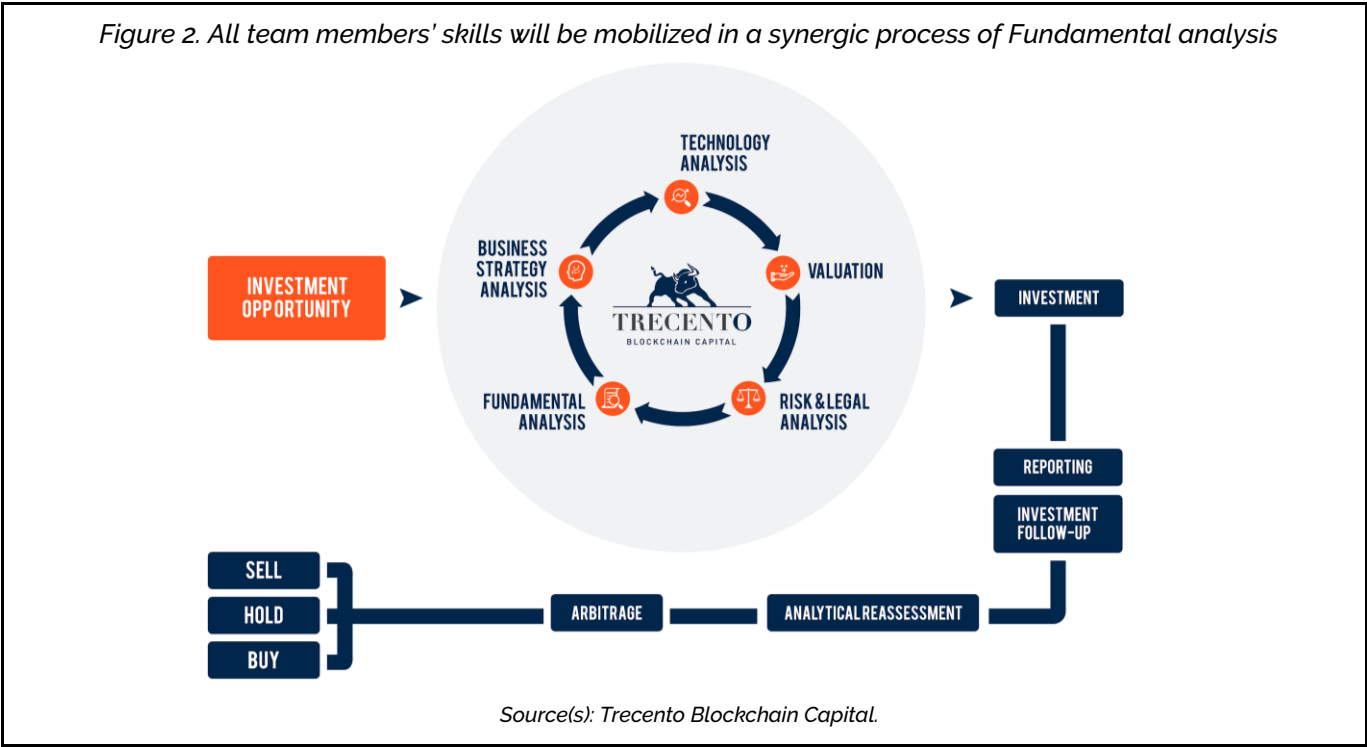 Figure 2. All team members’ skills will be mobilized in a synergic process of Fundamental analysis
TECHNOLOGY
ANALYSIS
BUSINESS
STRATEGY
ANALYSIS
VALUATION
INVESTMENT
OPPORTUNITY
TRECENTO
BLOCKCHAIN CAPITAL
INVESTMENT
FUNDAMENTAL
ANALYSIS
RISK & LEGAL
ANALYSIS
REPORTING
INVESTMENT
FOLLOW-UP
SELL
HOLD
BUY
ARBITRAGE
ANALYTICAL REASSESSMENT
Source(s): Trecento Blockchain Capital.